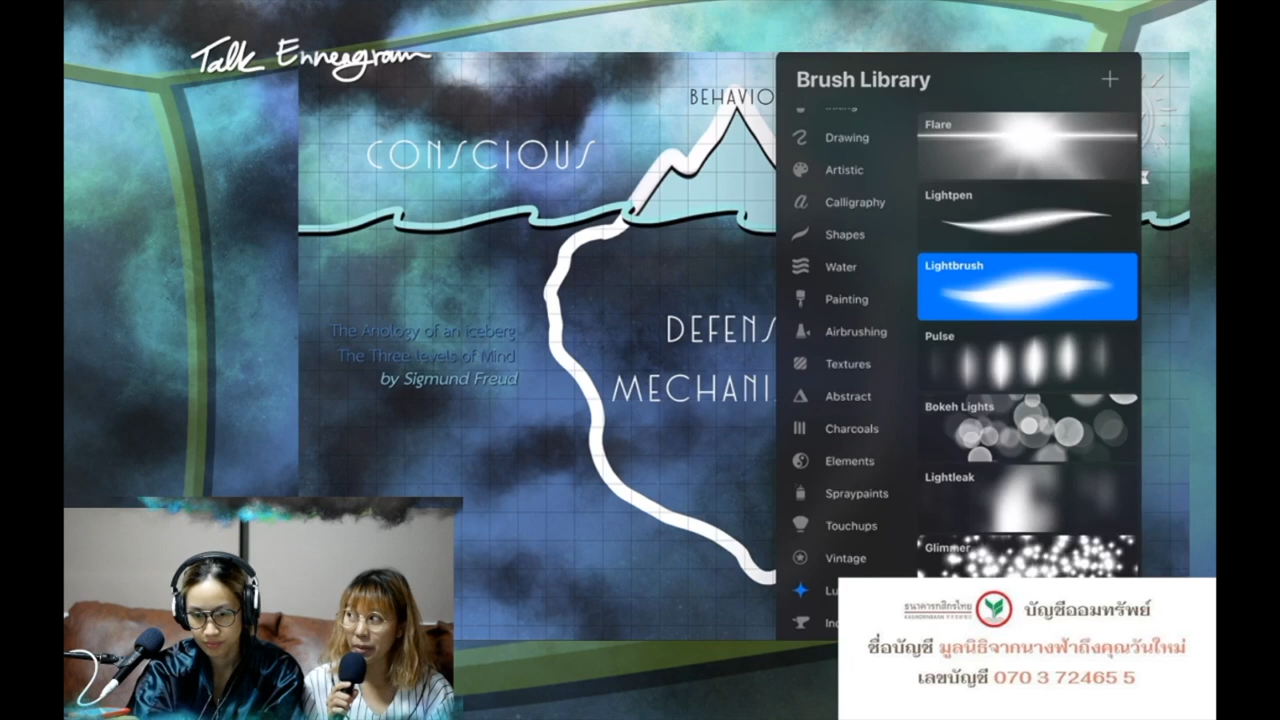 Talk Enneagram
BEHAVIO
CONSCIOUS
The Anology of an iceberg
The Three levels of Mind
by Sigmund Freud
DEFENS
MECHANI
Brush Library
Drawing
Artistic
Calligraphy
Shapes
Water
Painting
Airbrushing
Textures
Abstract
Charcoals
Elements
Spraypaints
Touchups
Vintage
Lu
Ind
Flare
Lightpen
Lightbrush
Pulse
Bokeh Lights
Lightleak
Glimmer
ธนาคารกสิกรไทย
บัญชีออมทรัพย์
ชื่อบัญชี มูลนิธิจากนางฟ้าถึงคุณวันใหม่
เลขบัญชี 070 3 72465 5